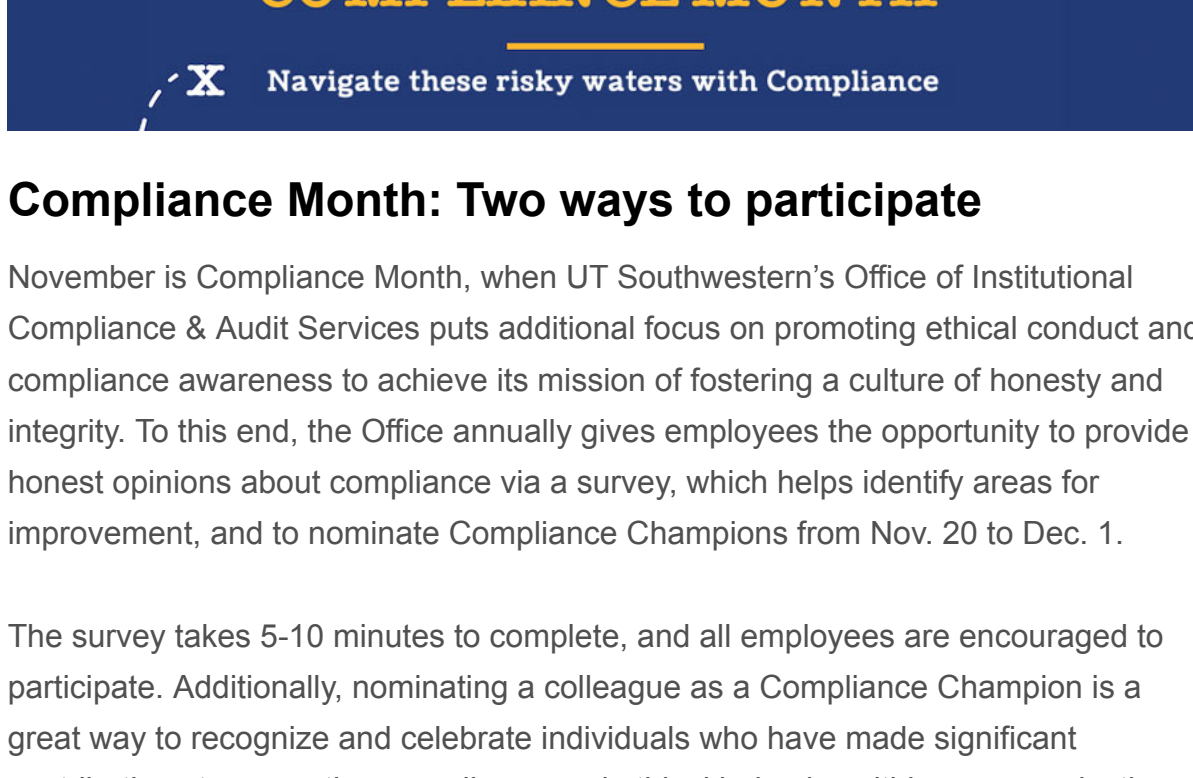 COMPLIANCE MONTH
X Navigate these risky waters with Compliance
Compliance Month: Two ways to participate
November is Compliance Month, when UT Southwestern’s Office of Institutional
Compliance & Audit Services puts additional focus on promoting ethical conduct and
compliance awareness to achieve its mission of fostering a culture of honesty and
integrity. To this end, the Office annually gives employees the opportunity to provide
honest opinions about compliance via a survey, which helps identify areas for
improvement, and to nominate Compliance Champions from Nov. 20 to Dec. 1.
The survey takes 5-10 minutes to complete, and all employees are encouraged to
participate. Additionally, nominating a colleague as a Compliance Champion is a
great way to recognize and celebrate individuals who have made significant